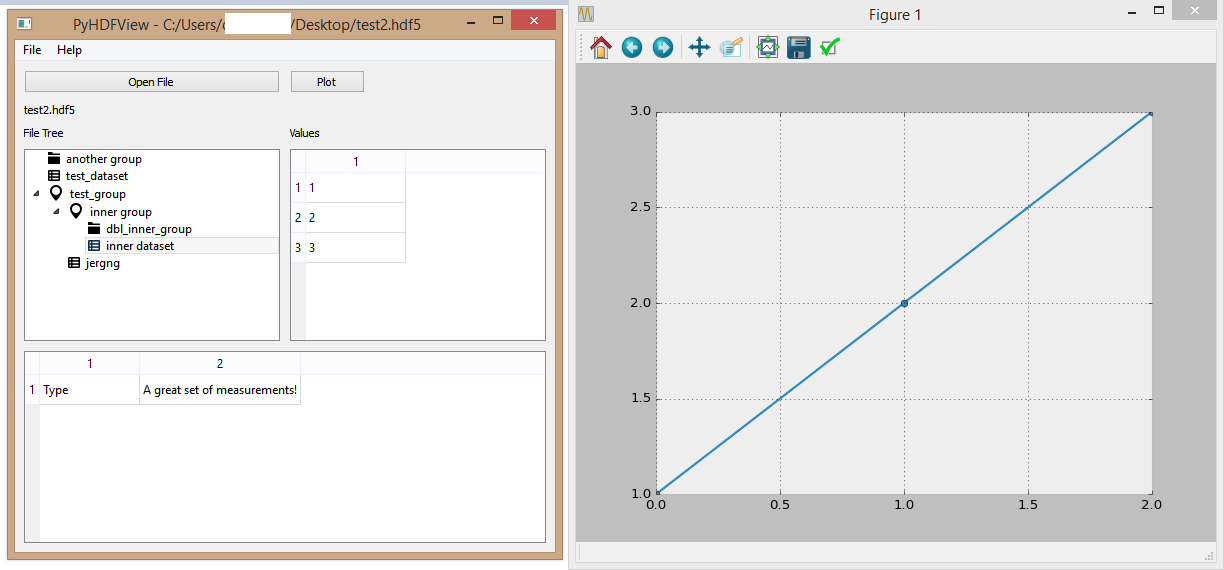 PyHDFView - C:/Users/c /Desktop/test2.hdf5
File Help
Open File Plot
test2.hdf5
File Tree Values
another group
test_dataset
test_group
inner group
dbl_inner_group
inner dataset
jergng
1
1 1
2 2
3 3
1 2
1 Type A great set of measurements!
Figure 1
3.0
2.5
2.0
1.5
1.0
0.0 0.5 1.0 1.5 2.0